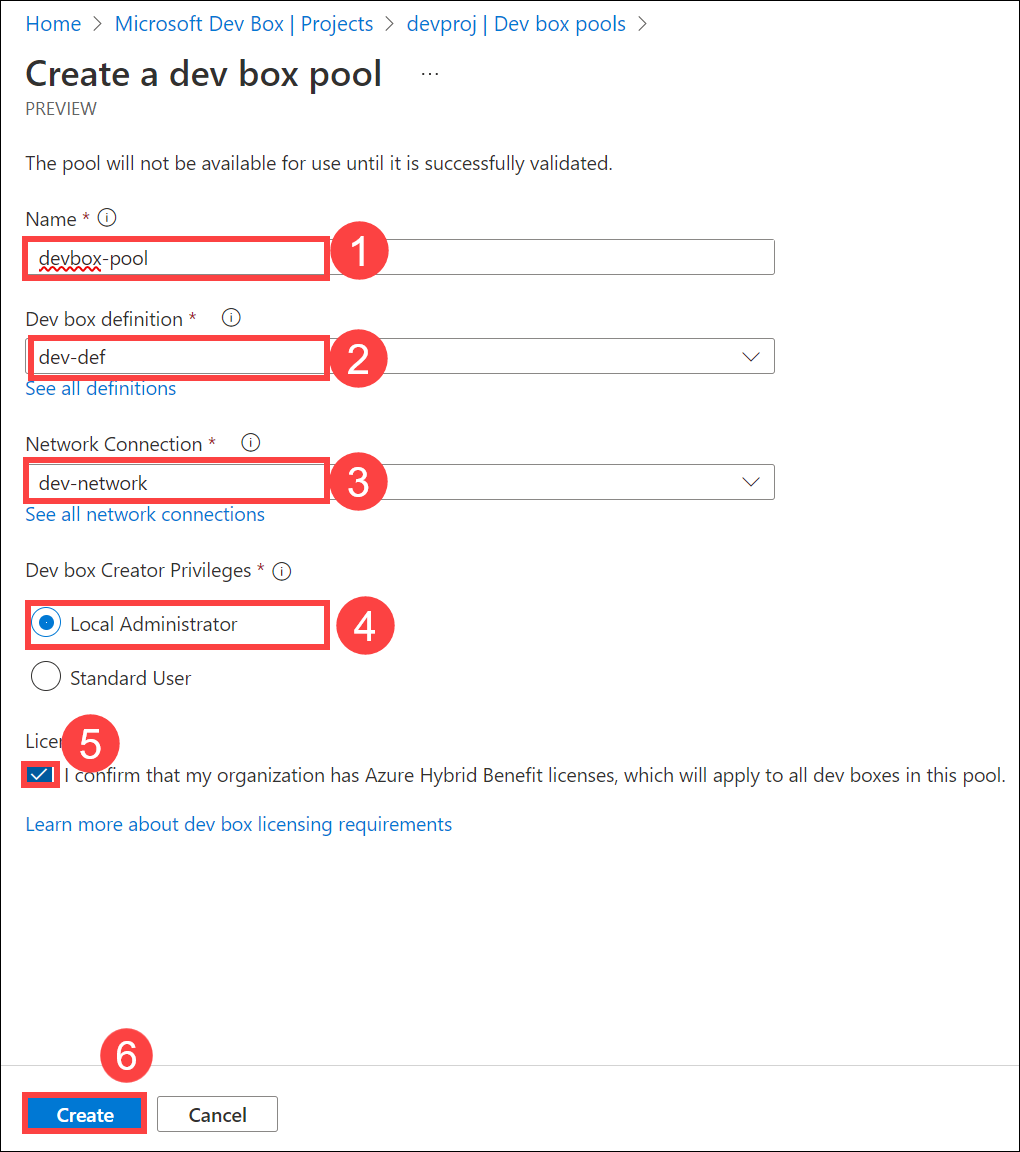 Home > Microsoft Dev Box | Projects > devproj | Dev box pools >
Create a dev box pool ...
PREVIEW
The pool will not be available for use until it is successfully validated.
Name *
devbox-pool 1
Dev box definition *
dev-def 2
See all definitions
Network Connection *
dev-network 3
See all network connections
Dev box Creator Privileges *
Local Administrator 4
Standard User
5
I confirm that my organization has Azure Hybrid Benefit licenses, which will apply to all dev boxes in this pool.
Learn more about dev box licensing requirements
6
Create Cancel